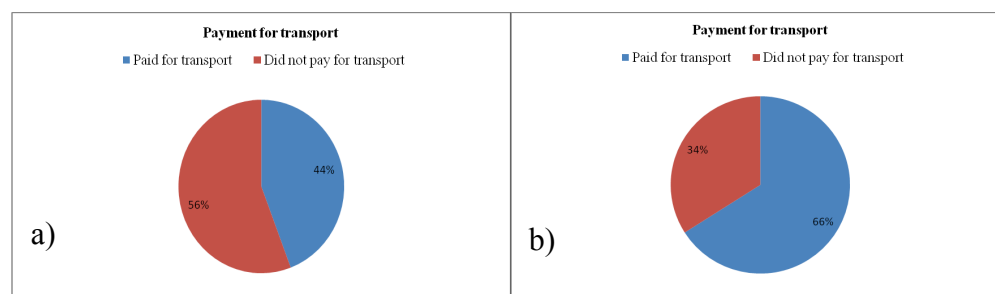 Payment for transport
Paid for transport Did not pay for transport
44%
56%
a)
Payment for transport
Paid for transport Did not pay for transport
34%
66%
b)